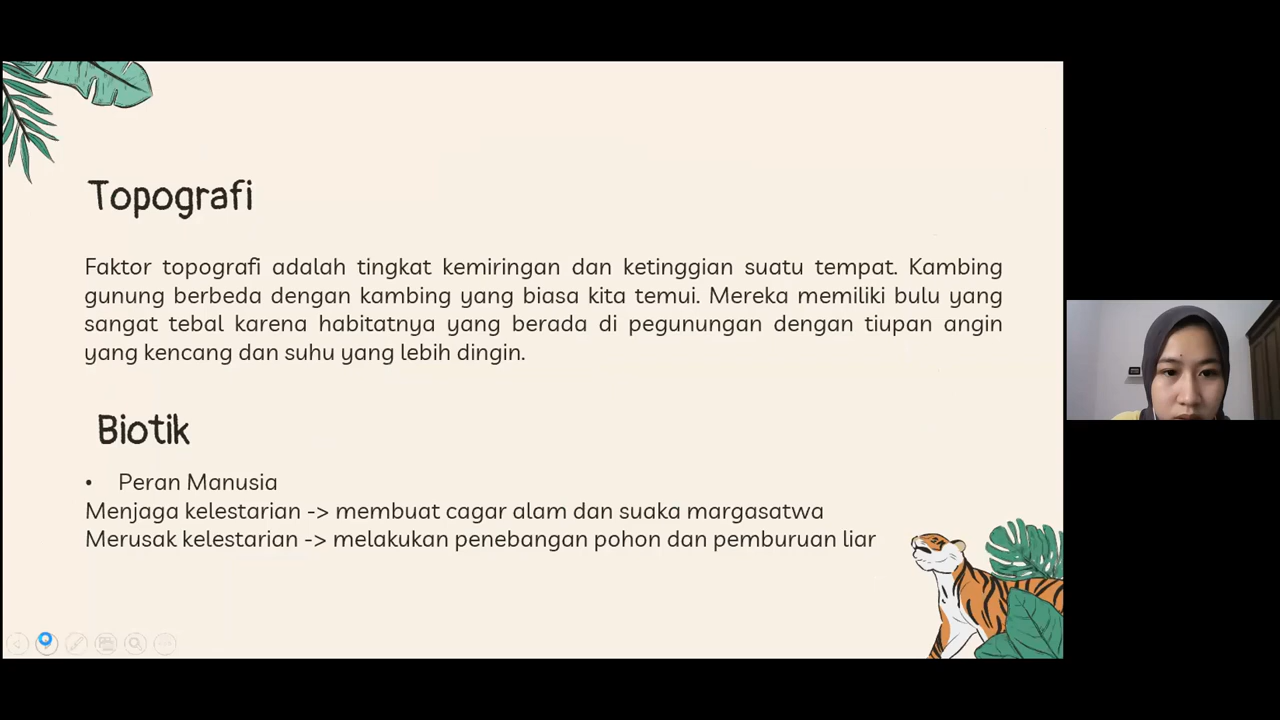 Topografi
Faktor topografi adalah tingkat kemiringan dan ketinggian suatu tempat. Kambing
gunung berbeda dengan kambing yang biasa kita temui. Mereka memiliki bulu yang
sangat tebal karena habitatnya yang berada di pegunungan dengan tiupan angin
yang kencang dan suhu yang lebih dingin.
Biotik
• Peran Manusia
Menjaga kelestarian -> membuat cagar alam dan suaka margasatwa
Merusak kelestarian -> melakukan penebangan pohon dan pemburuan liar